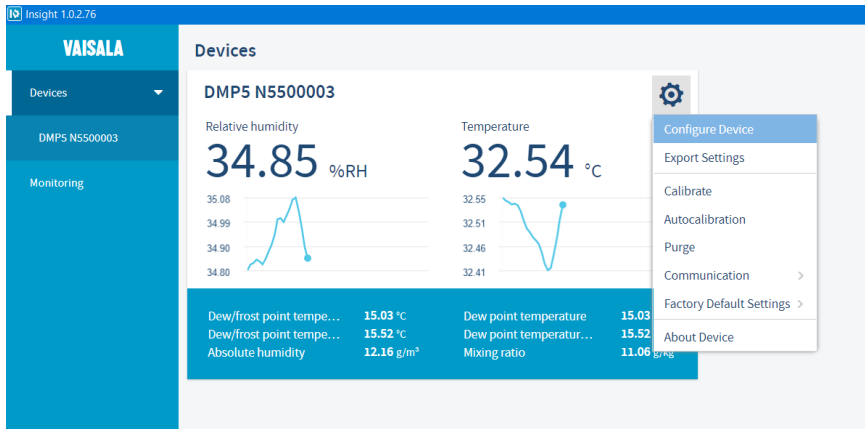 Insight 1.0.2.76
VAISALA
Devices
DMP5 N5500003
Monitoring
Devices
DMP5 N5500003
Relative humidity
34.85 %RH
35.08
34.99
34.90
34.80
Temperature
32.54 °C
32.55
32.51
32.46
32.41
Dew/frost point tempe... 15.03 °C
Dew/frost point tempe... 15.52 °C
Absolute humidity 12.16 g/m³
Dew point temperature 15.03
Dew point temperatur... 15.52
Mixing ratio 11.06 g/kg
Configure Device
Export Settings
Calibrate
Autocalibration
Purge
Communication >
Factory Default Settings >
About Device